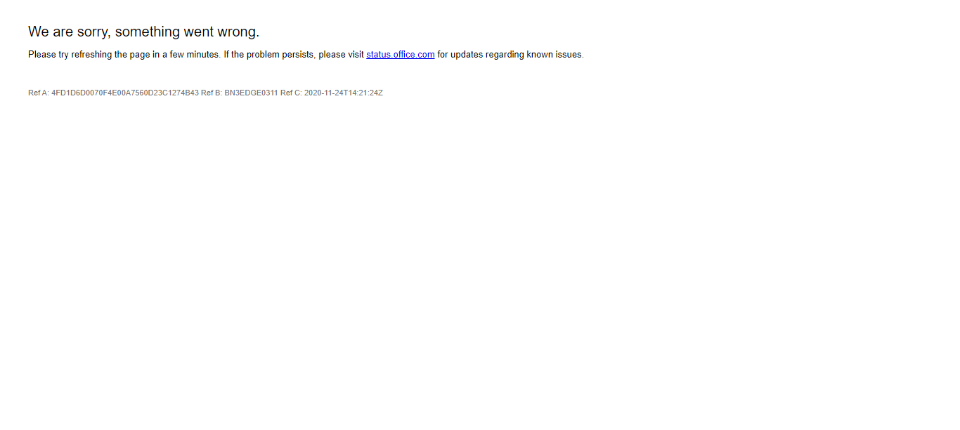 We are sorry, something went wrong.
Please try refreshing the page in a few minutes. If the problem persists, please visit status.office.com for updates regarding known issues.
Ref A: 4FD1D6D0070F4E00A7560D23C1274B43 Ref B: BN3EDGE0311 Ref C: 2020-11-24T14:21:24Z